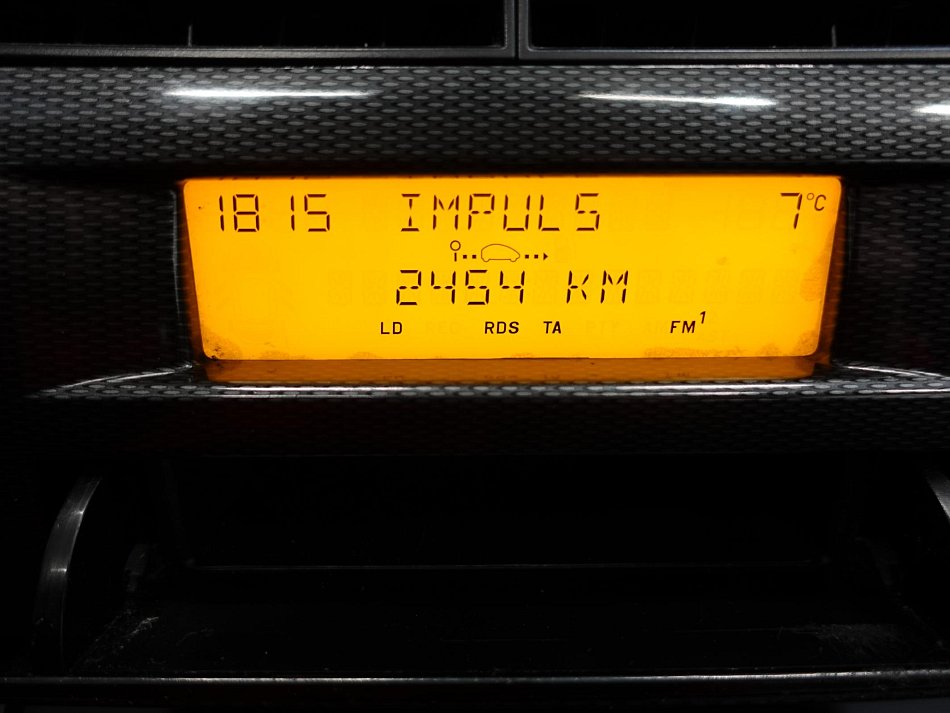 18 15 IMPULS 7°C
2454 KM
LD RDS TA FM1